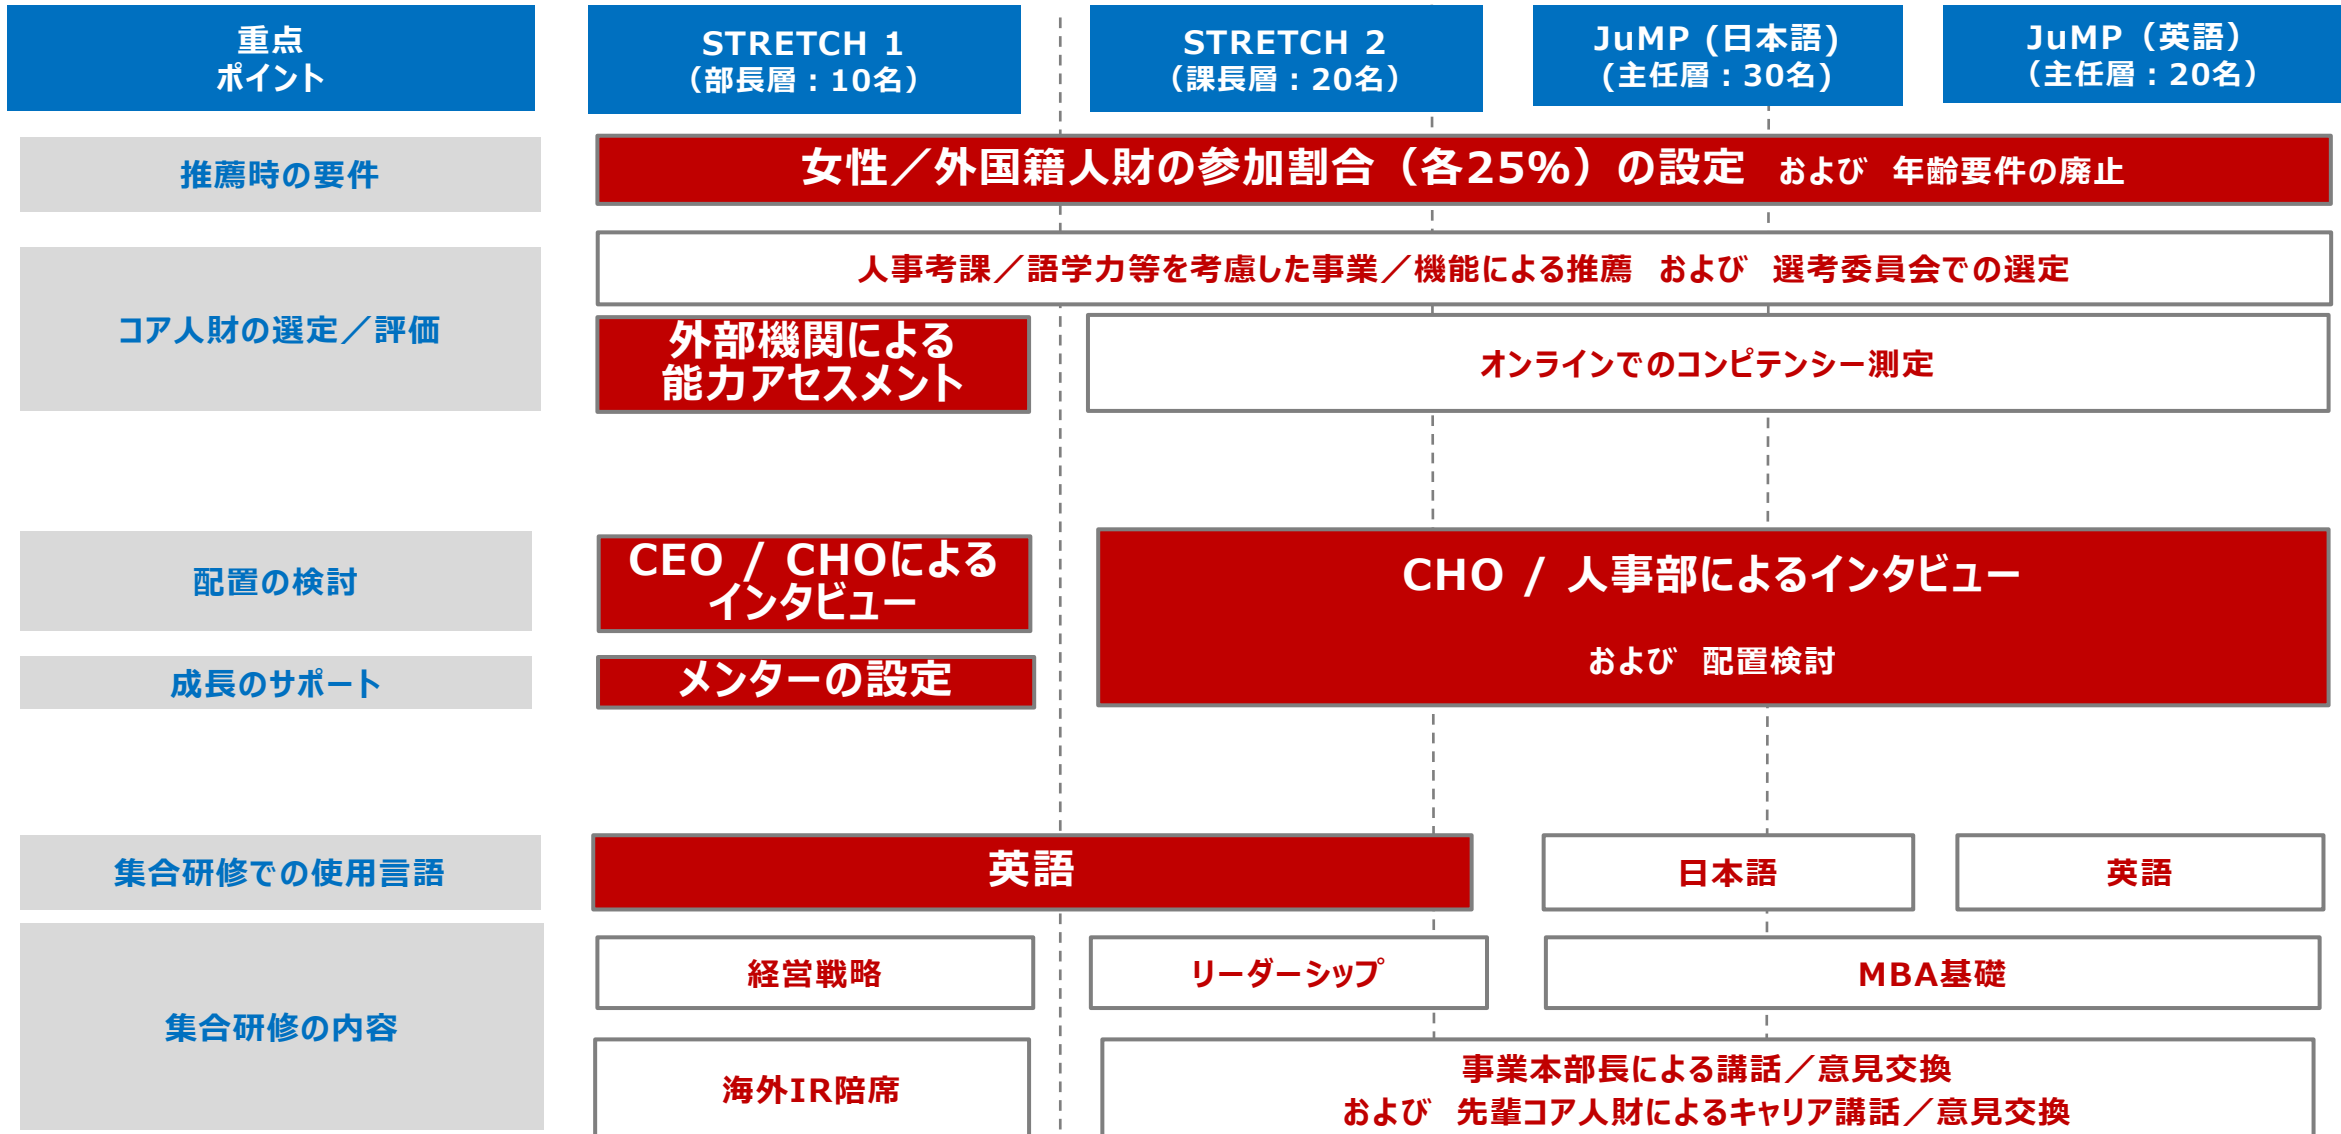 重点
ポイント
STRETCH 1
（部長層：10名）
STRETCH 2
（課長層：20名）
JuMP (日本語)
(主任層：30名)
JuMP（英語）
（主任層：20名）
推薦時の要件
女性／外国籍人財の参加割合（各25%）の設定 および 年齢要件の廃止
コア人財の選定／評価
人事考課／語学力等を考慮した事業／機能による推薦 および 選考委員会での選定
外部機関による
能力アセスメント
オンラインでのコンピテンシー測定
配置の検討
CEO / CHOによる
インタビュー
CHO / 人事部によるインタビュー
および 配置検討
成長のサポート
メンターの設定
集合研修での使用言語
英語
日本語
英語
集合研修の内容
経営戦略
リーダーシップ
MBA基礎
海外IR陪席
事業本部長による講話／意見交換
および 先輩コア人財によるキャリア講話／意見交換